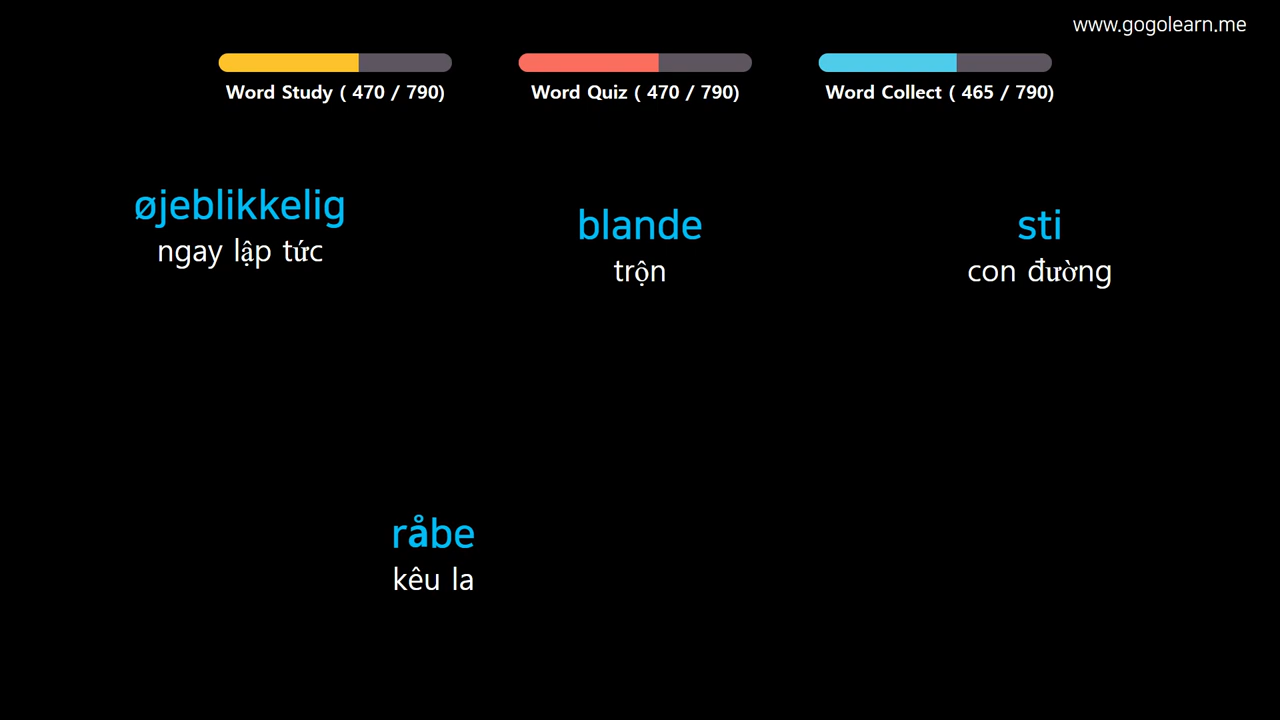 www.gogolearn.me
Word Study ( 470 / 790)
Word Quiz ( 470 / 790)
Word Collect ( 465 / 790)
øjeblikkelig
ngay lập tức
blande
trộn
sti
con đường
råbe
kêu la